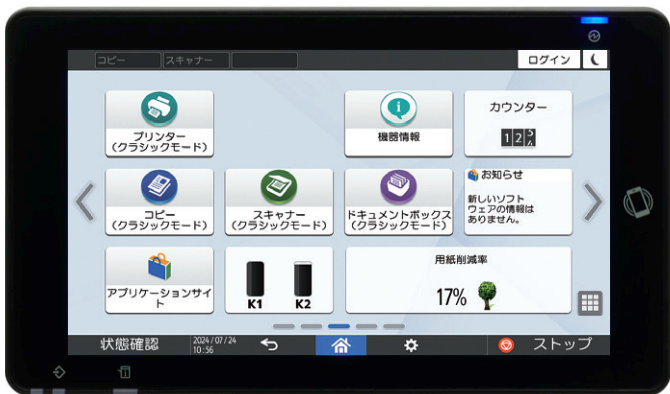 コピー
スキャナー
ログイン
プリンター
(クラシックモード)
機器情報
カウンター
コピー
(クラシックモード)
スキャナー
(クラシックモード)
ドキュメントボックス
(クラシックモード)
お知らせ
新しいソフト
ウェアの情報は
ありません。
アプリケーションサイ
ト
K1
K2
用紙削減率
17%
状態確認
2024/07/24
10:56
ストップ